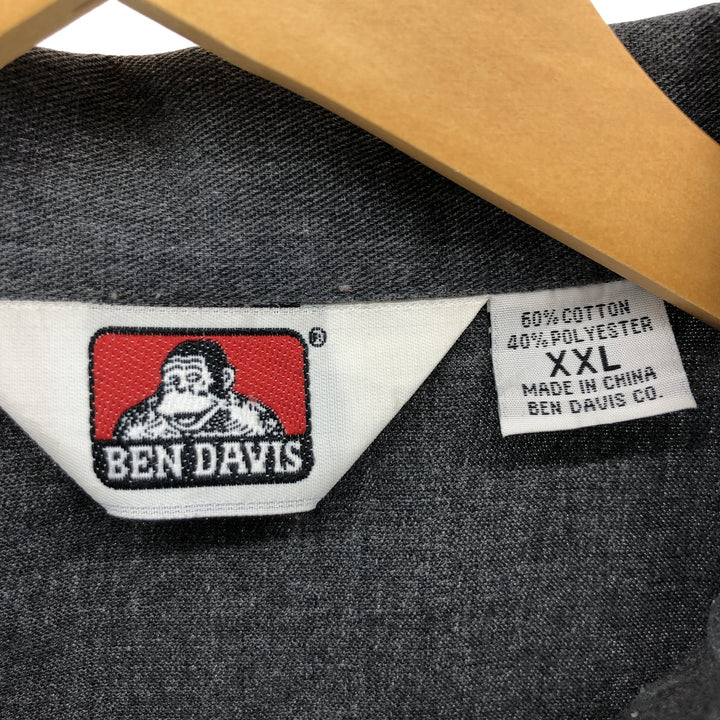 ®
BEN DAVIS
60% COTTON
40% POLYESTER
XXL
MADE IN CHINA
BEN DAVIS CO.